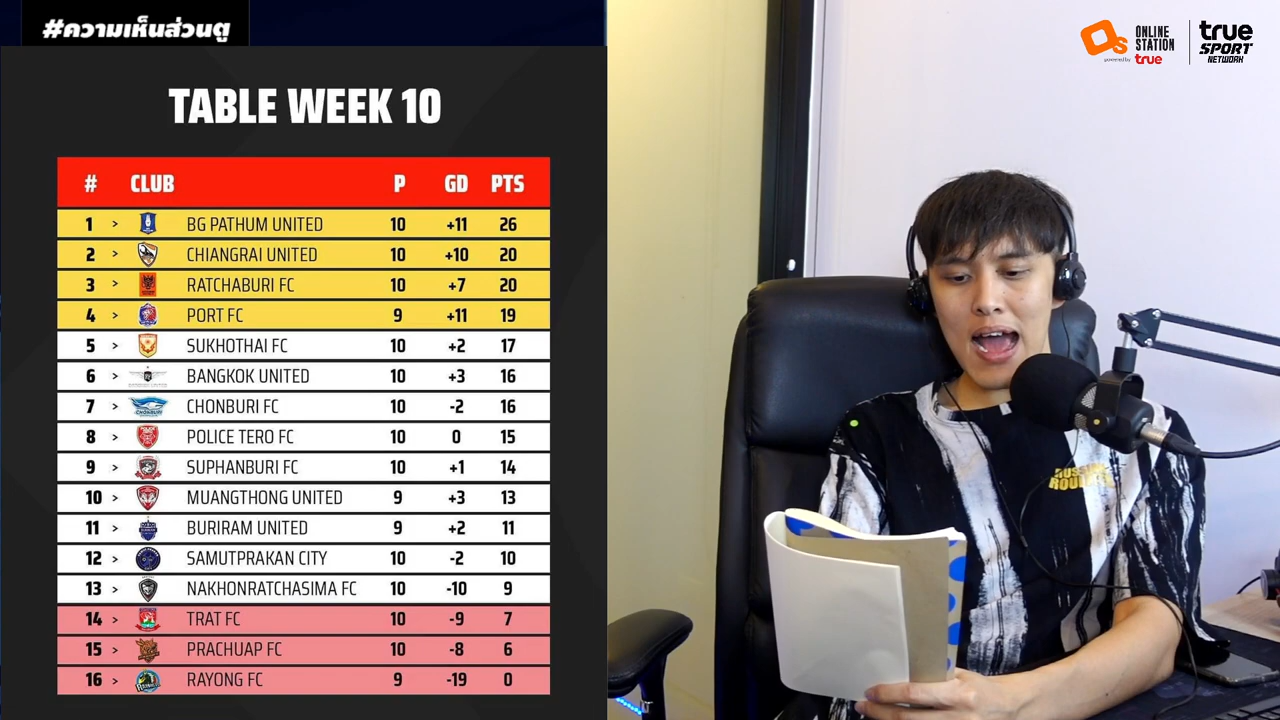 #ความเห็นส่วนตู
ONLINE
STATION
powered by true
true
SPORT
NETWORK
TABLE WEEK 10
# CLUB P GD PTS
1 > BG PATHUM UNITED 10 +11 26
2 > CHIANGRAI UNITED 10 +10 20
3 > RATCHABURI FC 10 +7 20
4 > PORT FC 9 +11 19
5 > SUKHOTHAI FC 10 +2 17
6 > BANGKOK UNITED 10 +3 16
7 > CHONBURI FC 10 -2 16
8 > POLICE TERO FC 10 0 15
9 > SUPHANBURI FC 10 +1 14
10 > MUANGTHONG UNITED 9 +3 13
11 > BURIRAM UNITED 9 +2 11
12 > SAMUTPRAKAN CITY 10 -2 10
13 > NAKHONRATCHASIMA FC 10 -10 9
14 > TRAT FC 10 -9 7
15 > PRACHUAP FC 10 -8 6
16 > RAYONG FC 9 -19 0